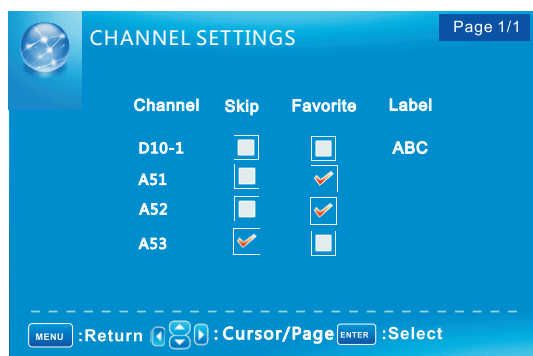 CHANNEL SETTINGS Page 1/1
Channel Skip Favorite Label
D10-1 ABC
A51
A52
A53
MENU :Return :Cursor/Page ENTER :Select